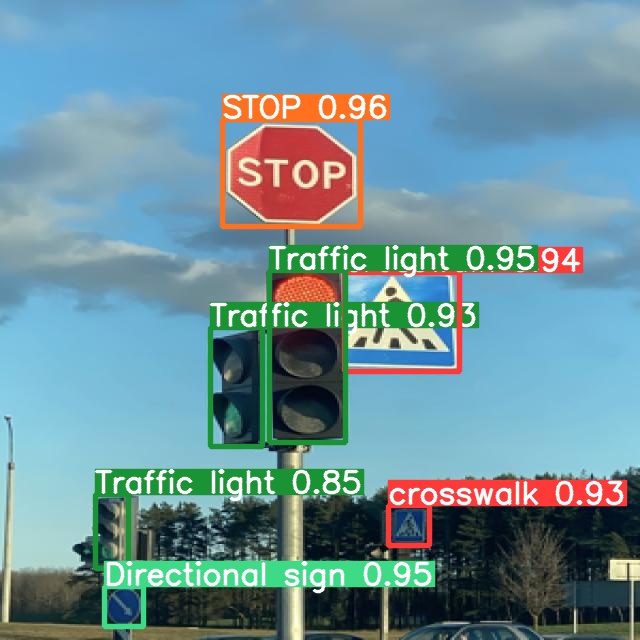 STOP 0.96
STOP
Traffic light 0.95
94
Traffic light 0.93
Traffic light 0.85
crosswalk 0.93
Directional sign 0.95